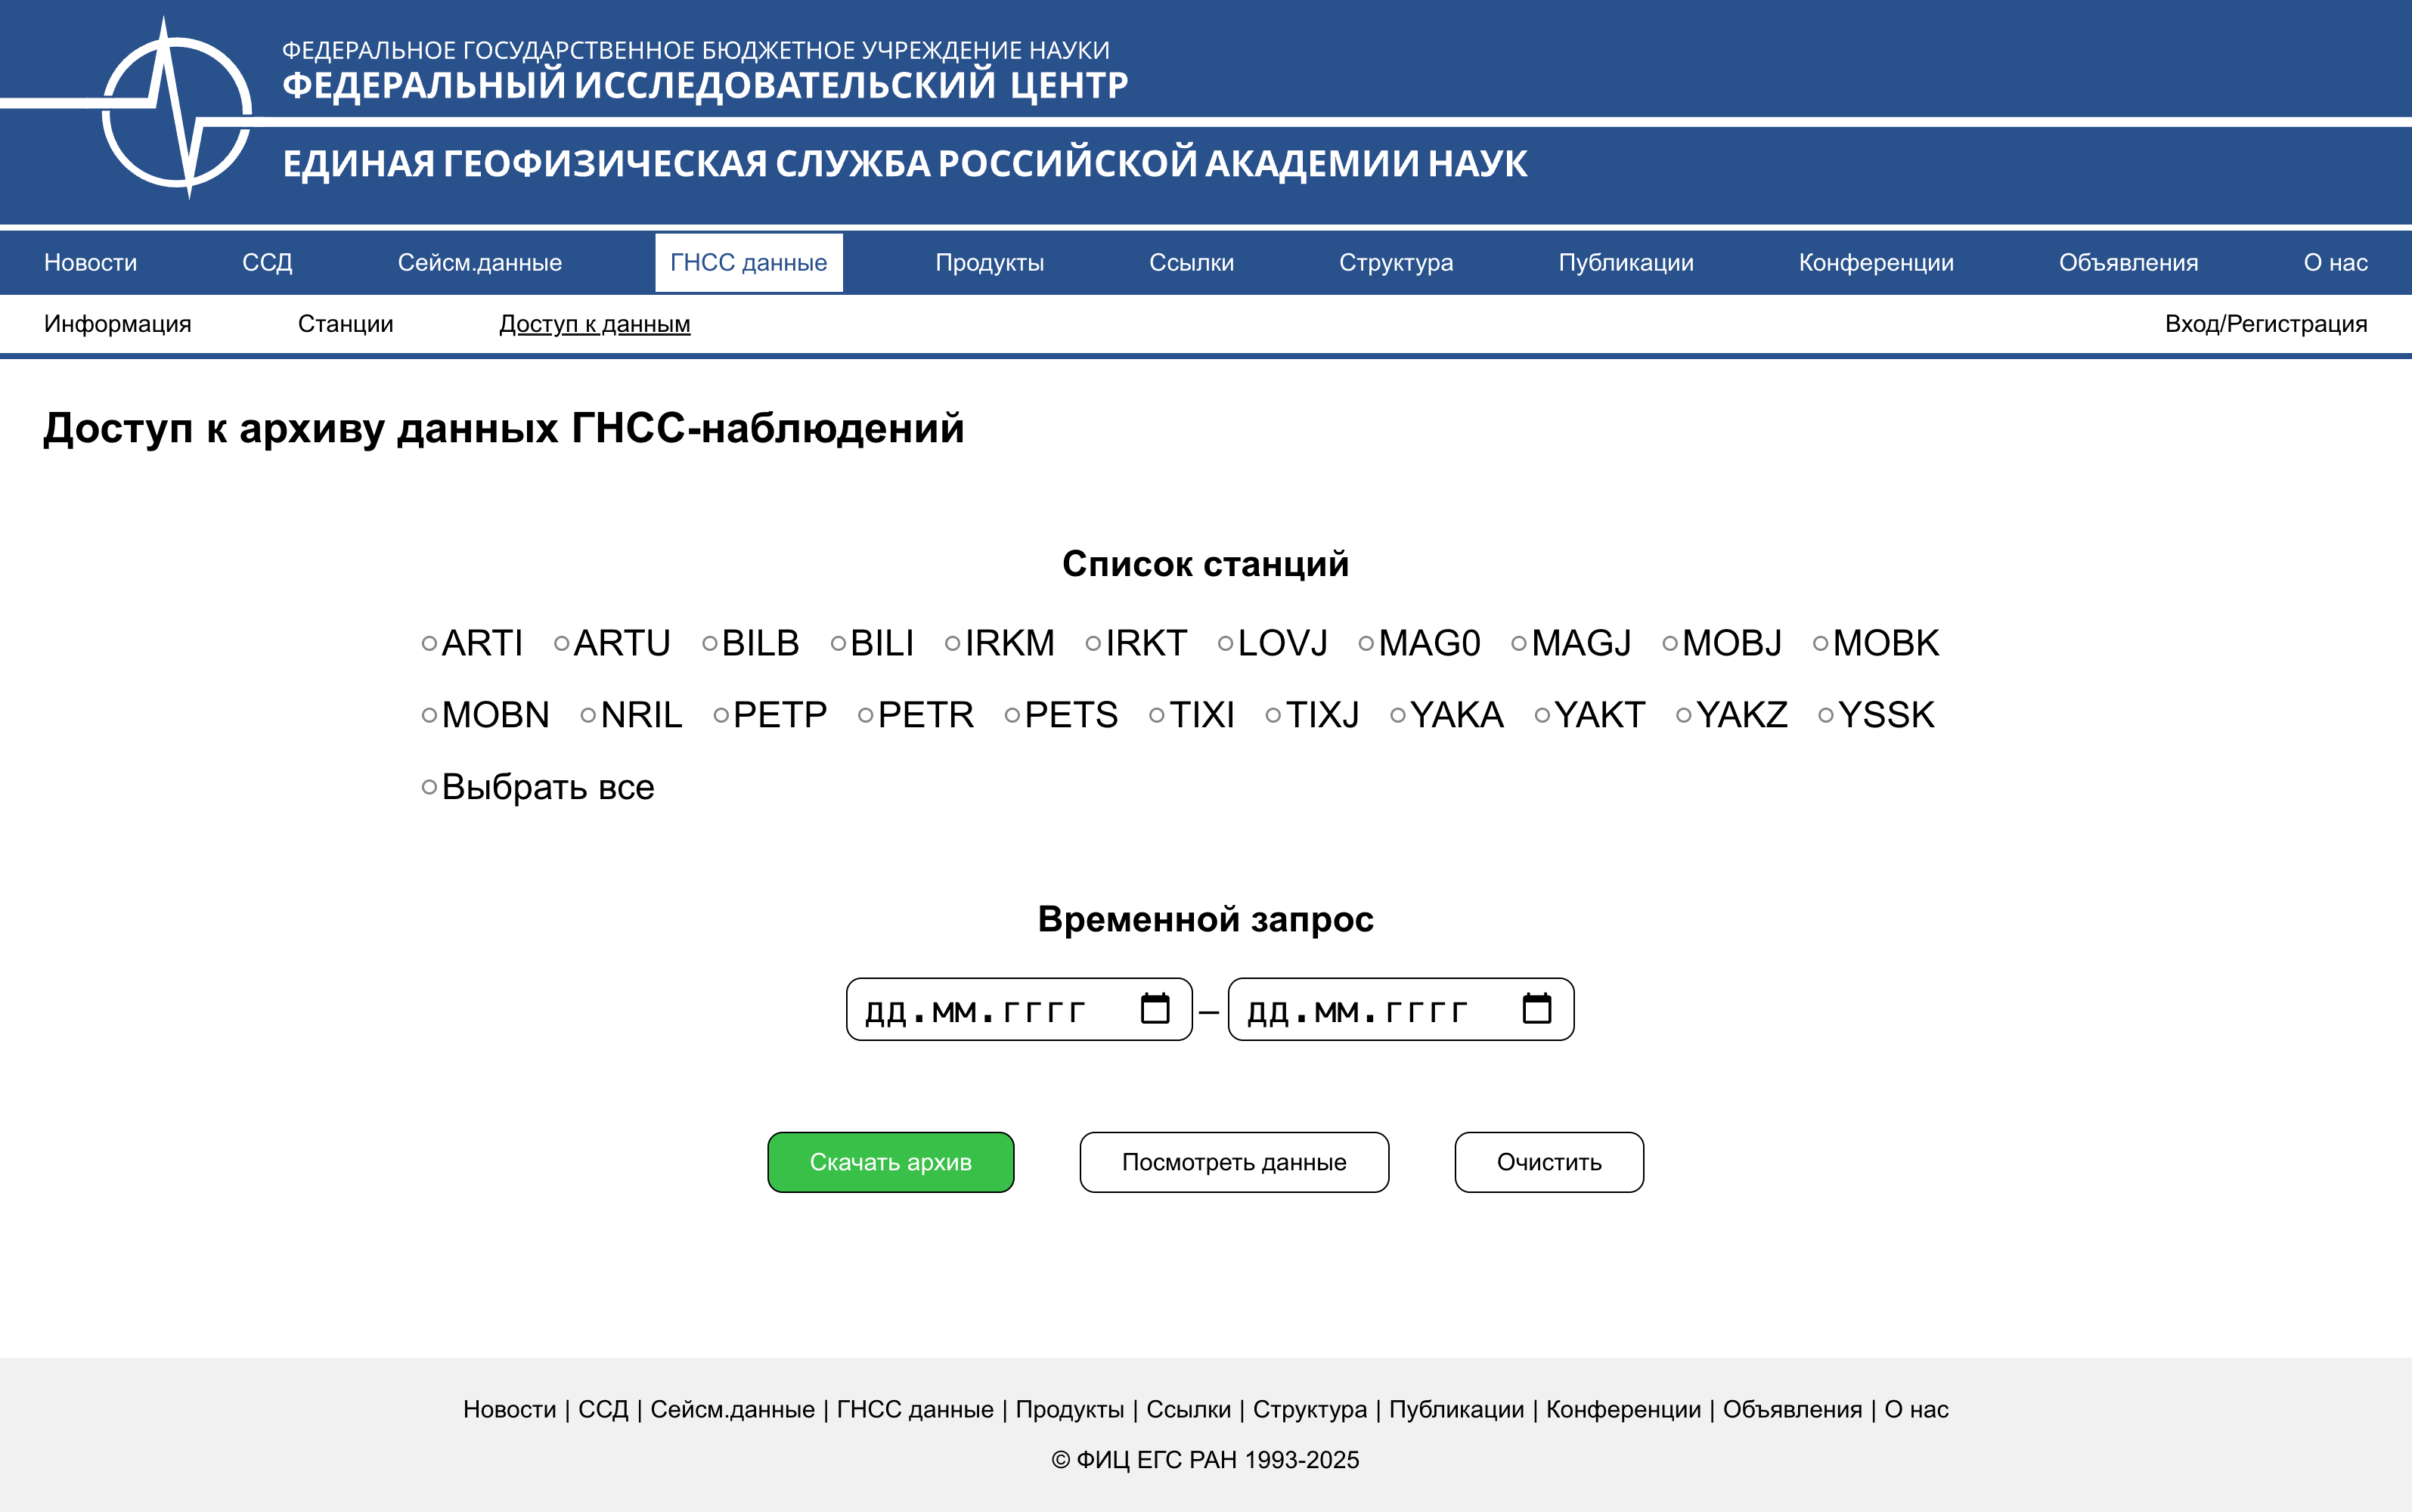 ФЕДЕРАЛЬНОЕ ГОСУДАРСТВЕННОЕ БЮДЖЕТНОЕ УЧРЕЖДЕНИЕ НАУКИ
ФЕДЕРАЛЬНЫЙ ИССЛЕДОВАТЕЛЬСКИЙ ЦЕНТР
ЕДИНАЯ ГЕОФИЗИЧЕСКАЯ СЛУЖБА РОССИЙСКОЙ АКАДЕМИИ НАУК
Новости ССД Сейсм.данные ГНСС данные Продукты Ссылки Структура Публикации Конференции Объявления О нас
Информация Станции Доступ к данным Вход/Регистрация
Доступ к архиву данных ГНСС-наблюдений
Список станций
ARTI ARTU BILB BILI IRKM IRKT LOVJ MAG0 MAGJ MOBJ MOBK
MOBN NRIL PETP PETR PETS TIXI TIXJ YAKA YAKT YAKZ YSSK
Выбрать все
Временной запрос
дд.мм.гггг – дд.мм.гггг
Скачать архив Посмотреть данные Очистить
Новости | ССД | Сейсм.данные | ГНСС данные | Продукты | Ссылки | Структура | Публикации | Конференции | Объявления | О нас
© ФИЦ ЕГС РАН 1993-2025